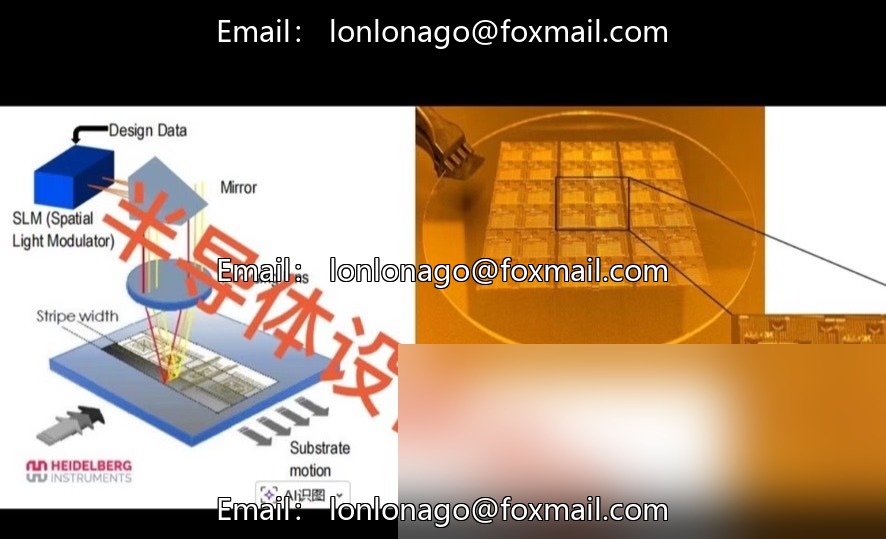 Email： lonlonago@foxmail.com
Design Data
Mirror
SLM (Spatial
Light Modulator)
半导体设
Email： lonlonago@foxmail.com
Stripe width
Substrate
motion
HEIDELBERG
INSTRUMENTS
AI识图
Email： lonlonago@foxmail.com